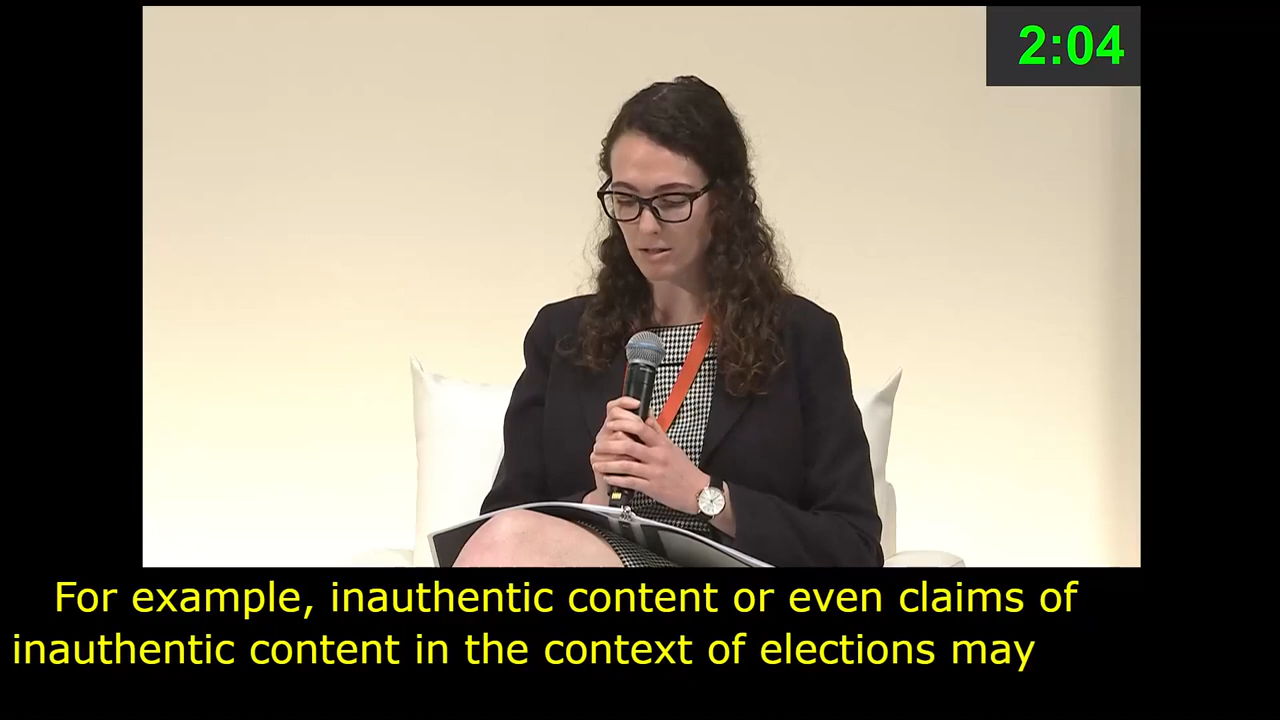 2:04
For example, inauthentic content or even claims of
inauthentic content in the context of elections may